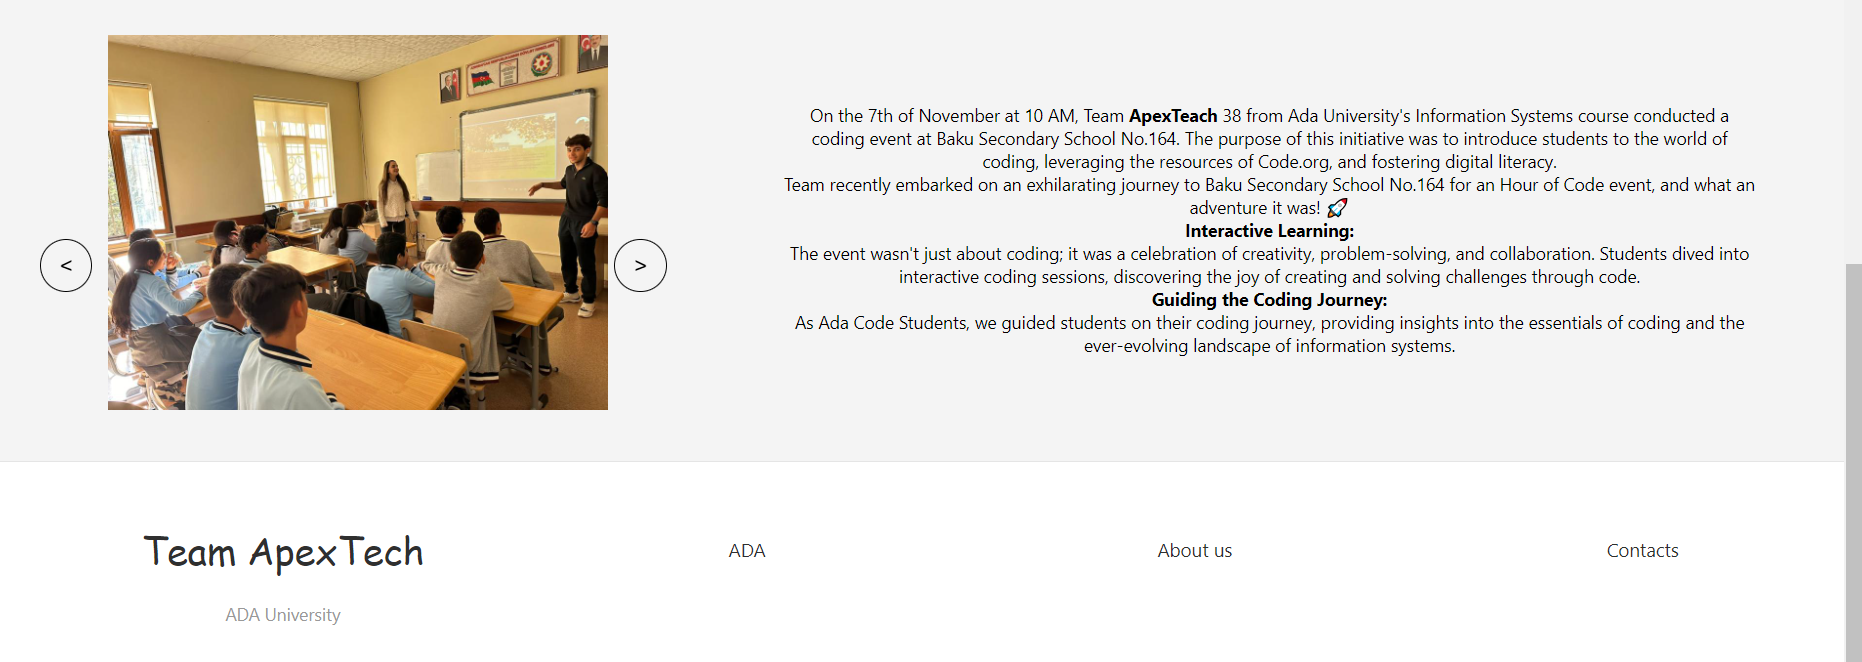 On the 7th of November at 10 AM, Team ApexTeach 38 from Ada University's Information Systems course conducted a
coding event at Baku Secondary School No.164. The purpose of this initiative was to introduce students to the world of
coding, leveraging the resources of Code.org, and fostering digital literacy.
Team recently embarked on an exhilarating journey to Baku Secondary School No.164 for an Hour of Code event, and what an
adventure it was! 🚀
Interactive Learning:
The event wasn't just about coding; it was a celebration of creativity, problem-solving, and collaboration. Students dived into
interactive coding sessions, discovering the joy of creating and solving challenges through code.
Guiding the Coding Journey:
As Ada Code Students, we guided students on their coding journey, providing insights into the essentials of coding and the
ever-evolving landscape of information systems.
<
>
Team ApexTech
ADA
About us
Contacts
ADA University